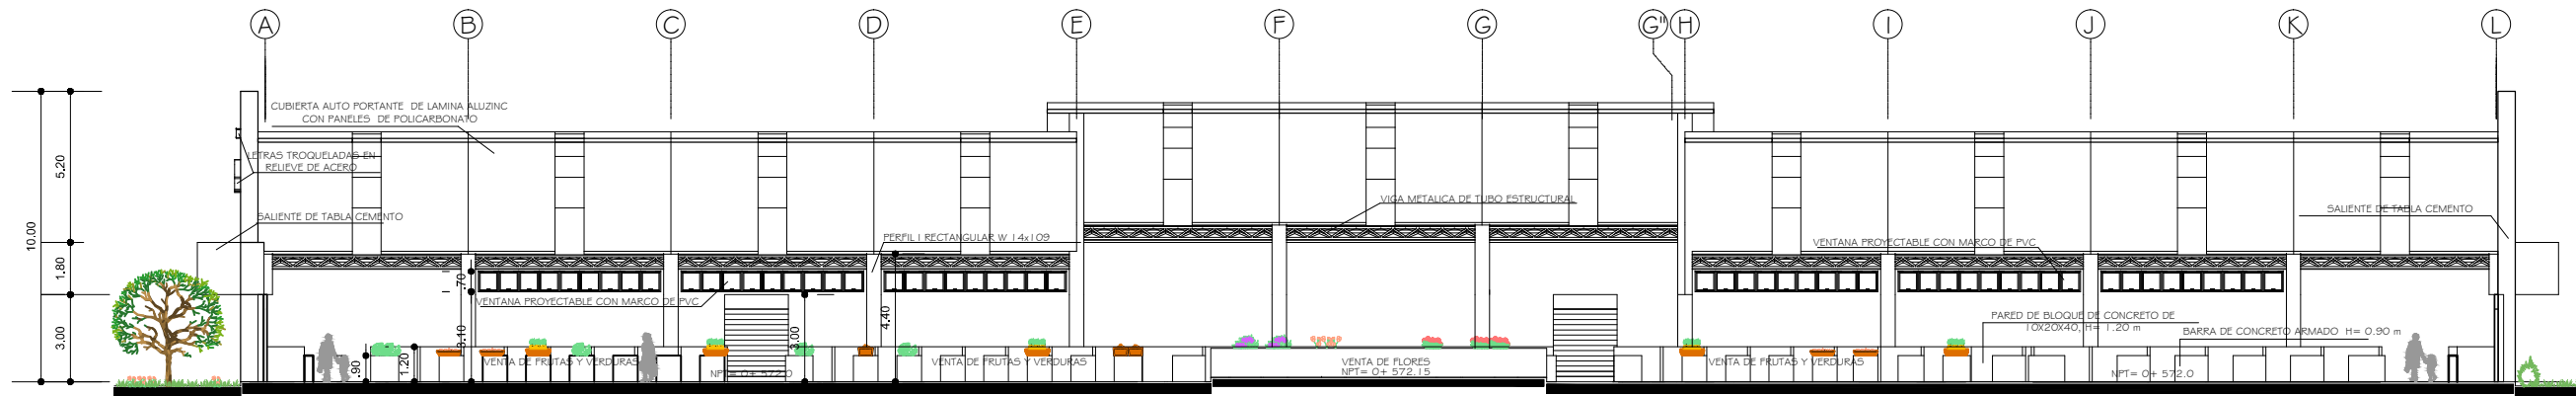 A
B
C
D
E
F
G
G"
H
I
J
K
L
CUBIERTA AUTO PORTANTE DE LAMINA ALUZINC
CON PANELES DE POLICARBONATO
LETRAS TROQUELADAS EN
RELIEVE DE ACERO
SALIENTE DE TABLA CEMENTO
5.20
10.00
1.80
3.00
PERFIL I RECTANGULAR W 14x109
VIGA METALICA DE TUBO ESTRUCTURAL
SALIENTE DE TABLA CEMENTO
VENTANA PROYECTABLE CON MARCO DE PVC
.70
VENTANA PROYECTABLE CON MARCO DE PVC
3.10
3.00
4.40
.90
1.20
PARED DE BLOQUE DE CONCRETO DE
10X20X40, H= 1.20 m
BARRA DE CONCRETO ARMADO H= 0.90 m
VENTA DE FRUTAS Y VERDURAS
NPT= 0+ 572.0
VENTA DE FRUTAS Y VERDURAS
VENTA DE FLORES
NPT= 0+ 572.15
VENTA DE FRUTAS Y VERDURAS
NPT= 0+ 572.0